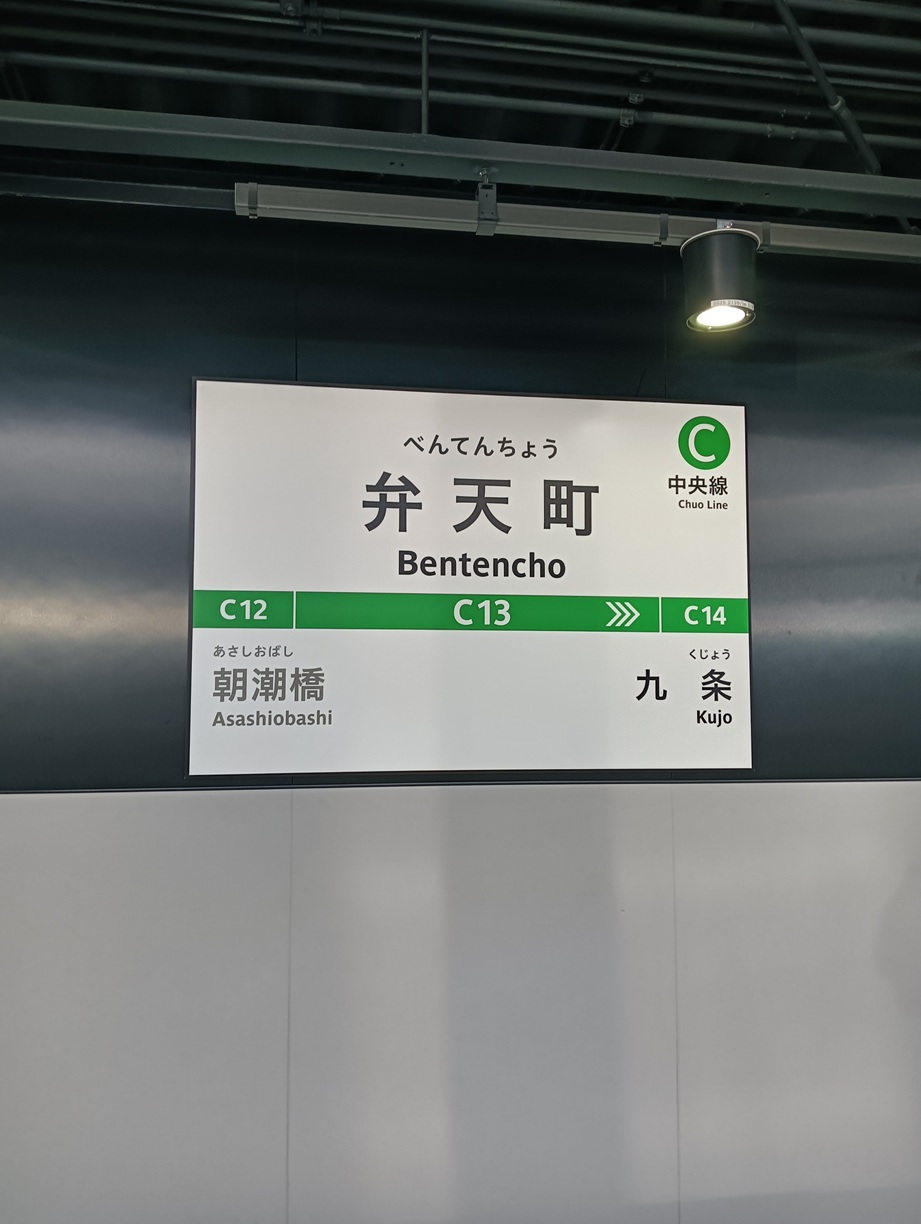 べんてんちょう
弁天町
Bentencho
C
中央線
Chuo Line
C12
C13
C14
あさしおばし
朝潮橋
Asashiobashi
くじょう
九条
Kujo